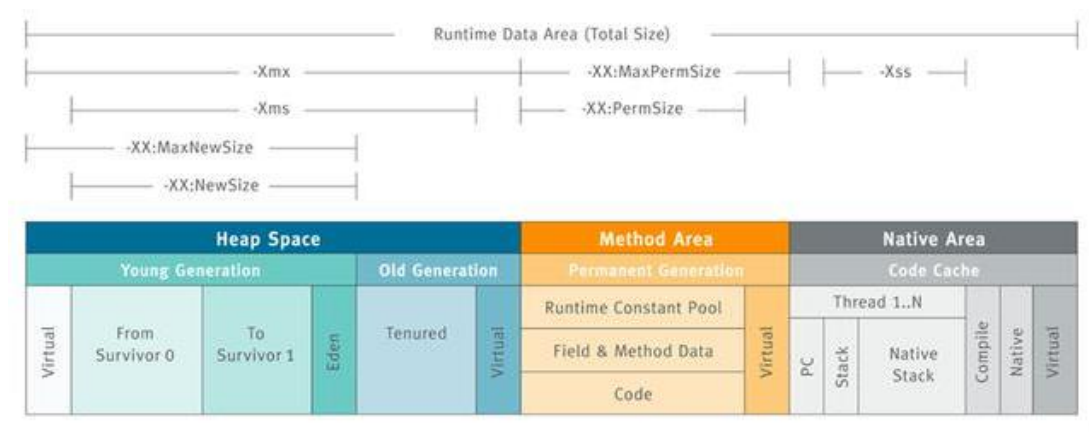 Runtime Data Area (Total Size)
-Xmx
-XX:MaxPermSize
-Xss
-Xms
-XX:PermSize
-XX:MaxNewSize
-XX:NewSize
Heap Space
Method Area
Native Area
Young Generation
Old Generation
Permanent Generation
Code Cache
Virtual
From
Survivor 0
To
Survivor 1
Eden
Tenured
Virtual
Runtime Constant Pool
Field & Method Data
Code
Virtual
Thread 1..N
PC
Stack
Native
Stack
Compile
Native
Virtual